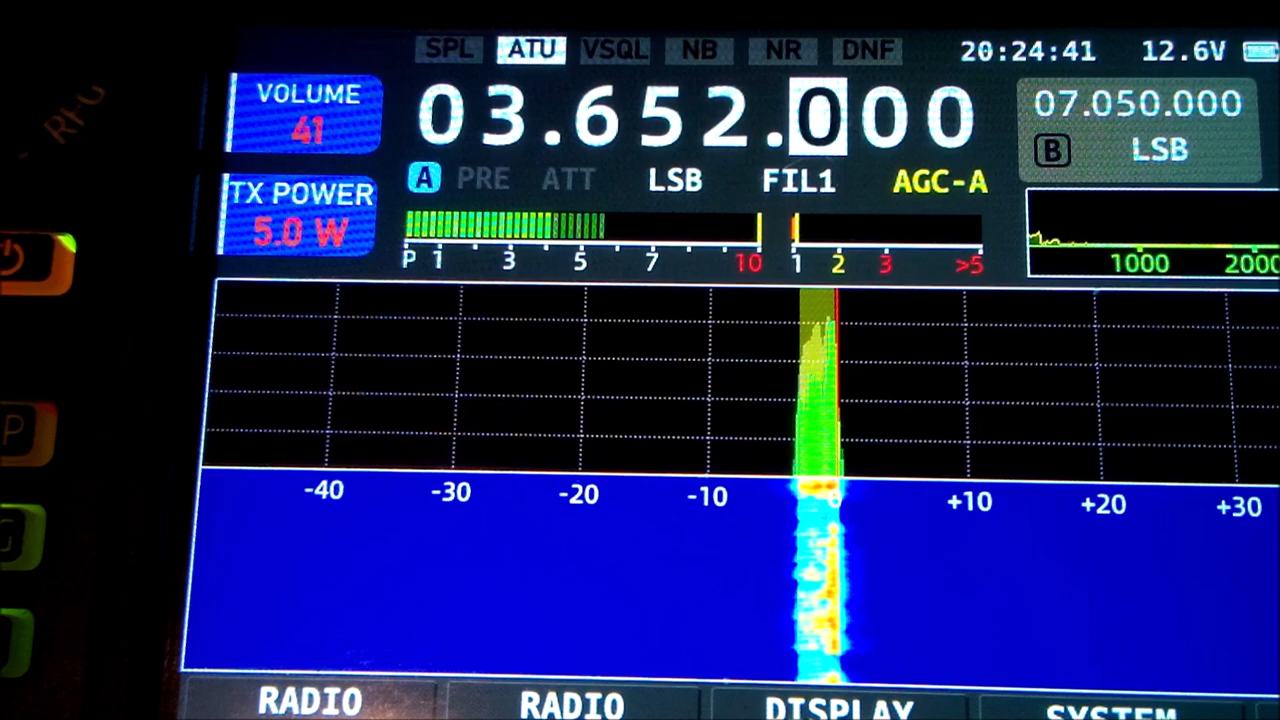 SPL ATU VSQL NB NR DNF 20:24:41 12.6V
RFG
VOLUME
41
03.652.000
07.050.000
B LSB
A PRE ATT LSB FIL1 AGC-A
TX POWER
5.0 W
P 1 3 5 7 10 1 2 3 >5
1000 2000
-40 -30 -20 -10 0 +10 +20 +30
P
G
RADIO RADIO DISPLAY SYSTEM